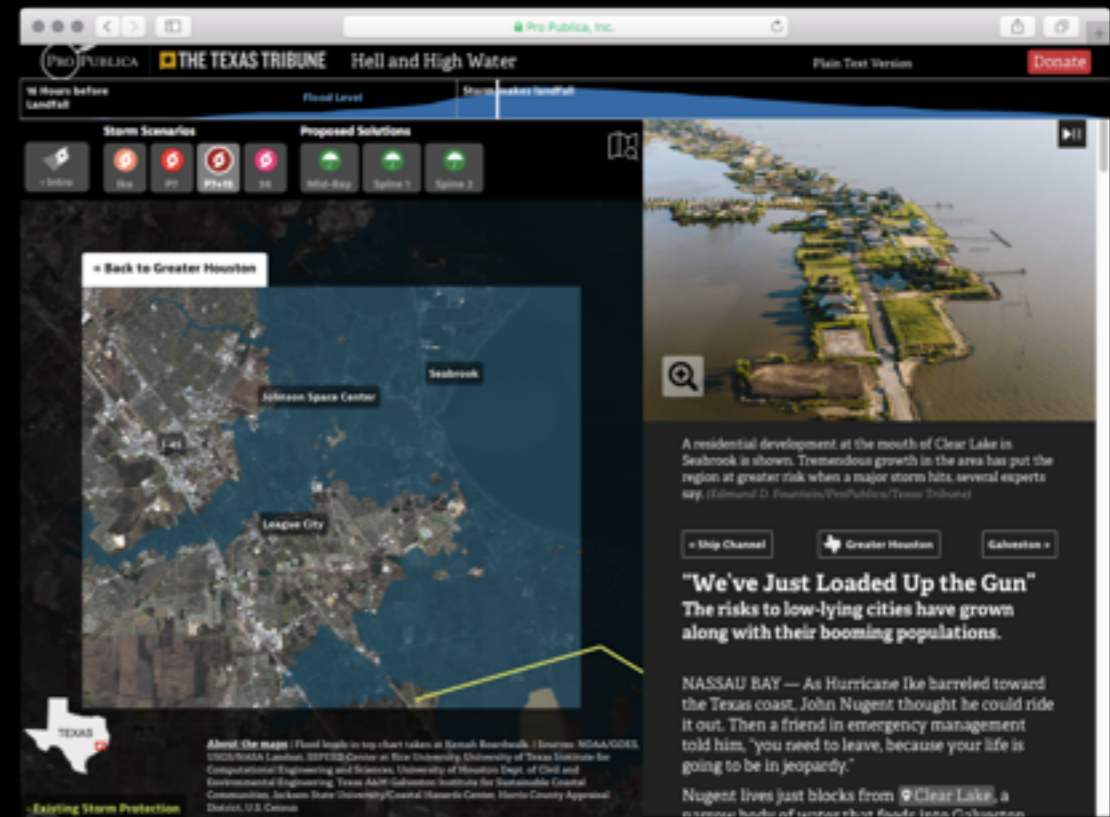 Pro Publica, Inc.
PROPUBLICA THE TEXAS TRIBUNE Hell and High Water Plain Text Version Donate
16 Hours before
Landfall
Flood Level
Storm makes landfall
Storm Scenarios Proposed Solutions
« Intro Ike P7 P7+15 36 Mid-Bay Spine 1 Spine 2
« Back to Greater Houston
Seabrook
Johnson Space Center
I-45
League City
TEXAS
About the maps | Flood levels in top chart taken at Kemah Boardwalk. | Sources: NOAA/GOES,
USGS/NASA Landsat, SSPEED Center at Rice University, University of Texas Institute for
Computational Engineering and Sciences, University of Houston Dept. of Civil and
Environmental Engineering, Texas A&M Galveston Institute for Sustainable Coastal
Communities, Jackson State University/Coastal Hazards Center, Harris County Appraisal
District, U.S. Census
Existing Storm Protection
A residential development at the mouth of Clear Lake in
Seabrook is shown. Tremendous growth in the area has put the
region at greater risk when a major storm hits, several experts
say. (Edmund D. Fountain/ProPublica/Texas Tribune)
« Ship Channel Greater Houston Galveston »
"We've Just Loaded Up the Gun"
The risks to low-lying cities have grown
along with their booming populations.
NASSAU BAY — As Hurricane Ike barreled toward
the Texas coast, John Nugent thought he could ride
it out. Then a friend in emergency management
told him, "you need to leave, because your life is
going to be in jeopardy."
Nugent lives just blocks from Clear Lake, a
narrow body of water that feeds into Galveston